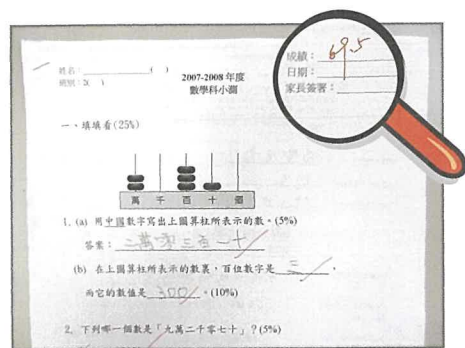 姓名：________ (   )
班別：2(   )
2007-2008 年度
數學科小測
成績：69.5
日期：
家長簽署：
一、填填看(25%)
萬 千 百 十 個
1. (a) 用中國數字寫出上圖算柱所表示的數。(5%)
答案：二萬零三百一十
(b) 在上圖算柱所表示的數裏，百位數字是 三 ，
而它的數值是 300 。(10%)
2. 下列哪一個數是「九萬二千零七十」？(5%)